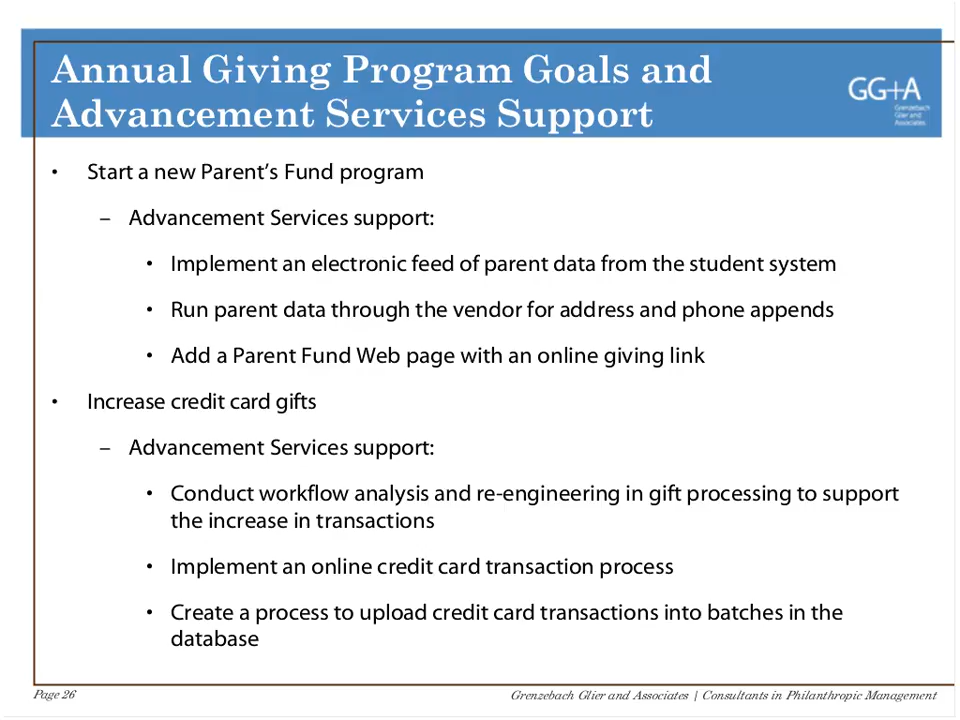 Annual Giving Program Goals and
Advancement Services Support
GG+A
Grenzebach
Glier and
Associates
• Start a new Parent’s Fund program
– Advancement Services support:
• Implement an electronic feed of parent data from the student system
• Run parent data through the vendor for address and phone appends
• Add a Parent Fund Web page with an online giving link
• Increase credit card gifts
– Advancement Services support:
• Conduct workflow analysis and re-engineering in gift processing to support
the increase in transactions
• Implement an online credit card transaction process
• Create a process to upload credit card transactions into batches in the
database
Page 26
Grenzebach Glier and Associates | Consultants in Philanthropic Management